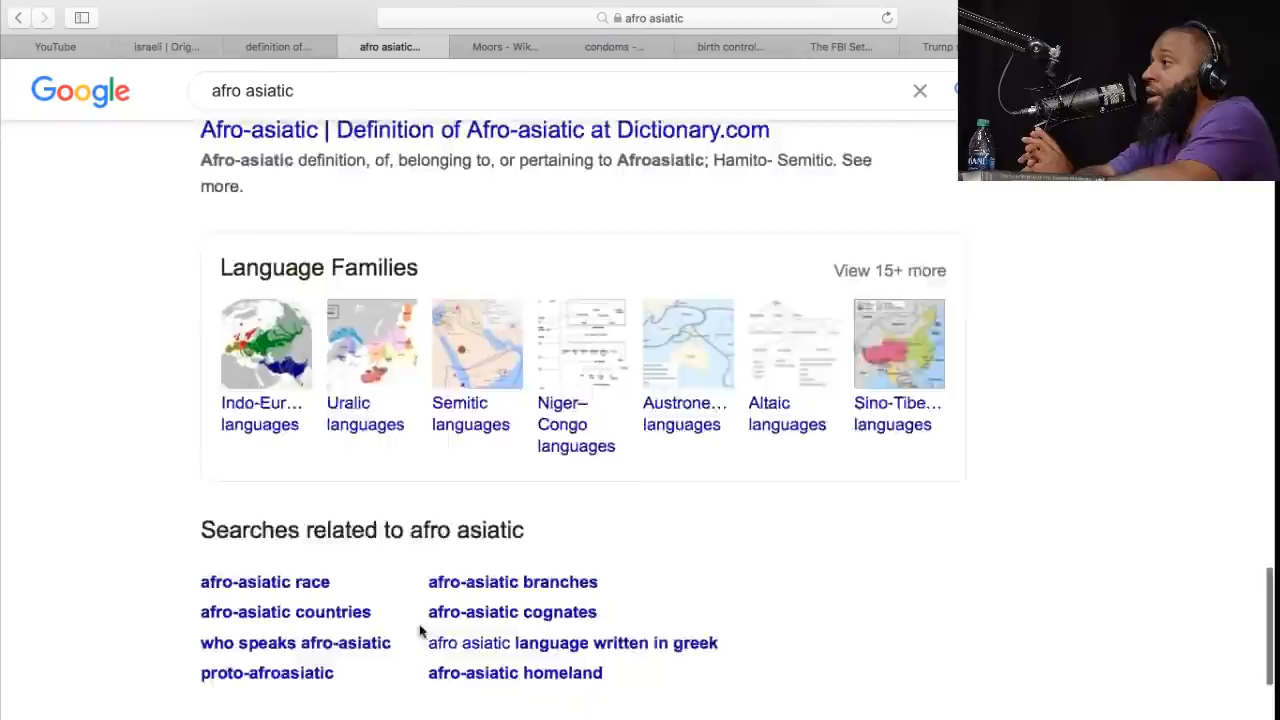 afro asiatic
YouTube
israeli | Orig...
definition of...
afro asiatic...
Moors - Wik...
condoms -...
birth control...
The FBI Set...
Trump
Google
afro asiatic
Afro-asiatic | Definition of Afro-asiatic at Dictionary.com
Afro-asiatic definition, of, belonging to, or pertaining to Afroasiatic; Hamito- Semitic. See
more.
Language Families
View 15+ more
Indo-Eur...
languages
Uralic
languages
Semitic
languages
Niger–
Congo
languages
Austrone...
languages
Altaic
languages
Sino-Tibe...
languages
Searches related to afro asiatic
afro-asiatic race
afro-asiatic branches
afro-asiatic countries
afro-asiatic cognates
who speaks afro-asiatic
afro asiatic language written in greek
proto-afroasiatic
afro-asiatic homeland